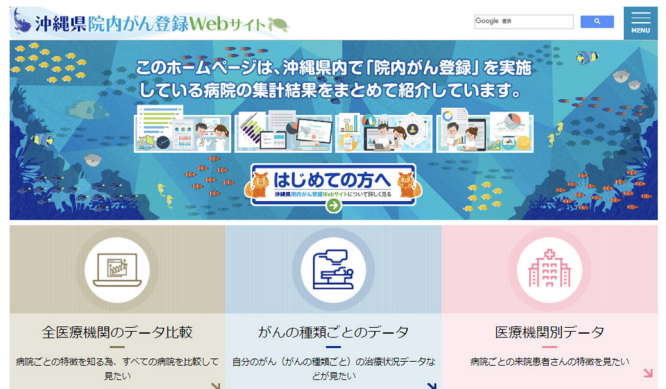 沖縄県院内がん登録Webサイト
Google 提供
MENU
このホームページは、沖縄県内で「院内がん登録」を実施
している病院の集計結果をまとめて紹介しています。
はじめての方へ
沖縄県院内がん登録Webサイトについて詳しく見る
全医療機関のデータ比較
病院ごとの特徴を知る為、すべての病院を比較して
見たい
がんの種類ごとのデータ
自分のがん（がんの種類ごと）の治療状況データな
どが見たい
医療機関別データ
病院ごとの来院患者さんの特徴を見たい